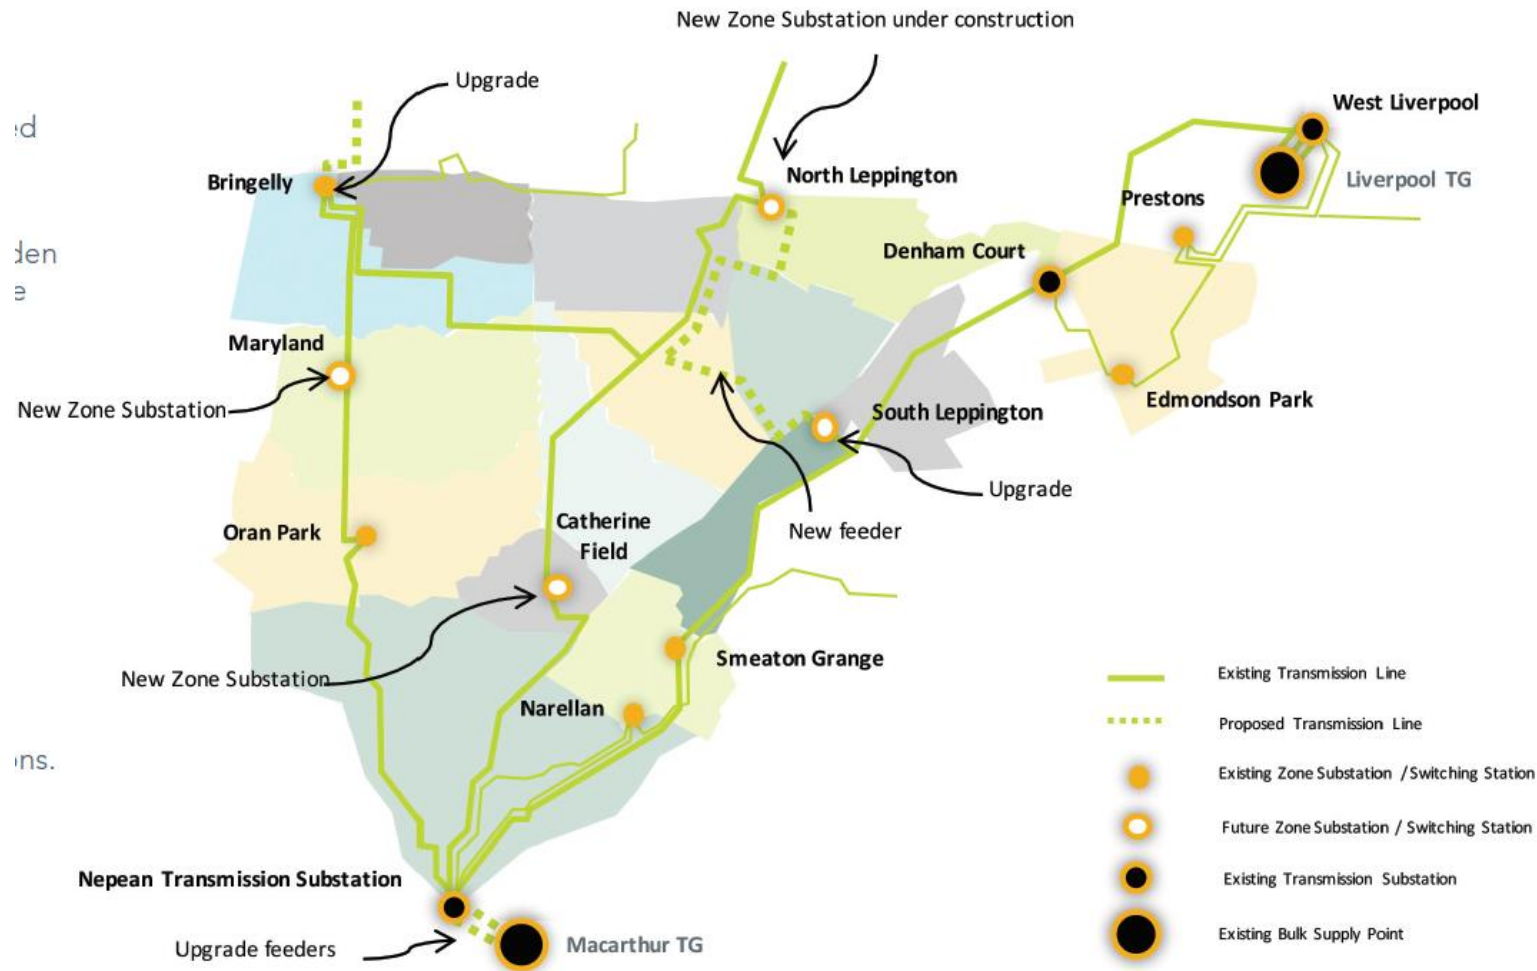 New Zone Substation under construction
Upgrade
West Liverpool
ed
Bringelly
North Leppington
Liverpool TG
Prestons
den
Denham Court
e
Maryland
New Zone Substation
South Leppington
Edmondson Park
Upgrade
Oran Park
Catherine
Field
New feeder
New Zone Substation
Smeaton Grange
Existing Transmission Line
Narellan
Proposed Transmission Line
ons.
Existing Zone Substation / Switching Station
Future Zone Substation / Switching Station
Nepean Transmission Substation
Existing Transmission Substation
Upgrade feeders
Macarthur TG
Existing Bulk Supply Point